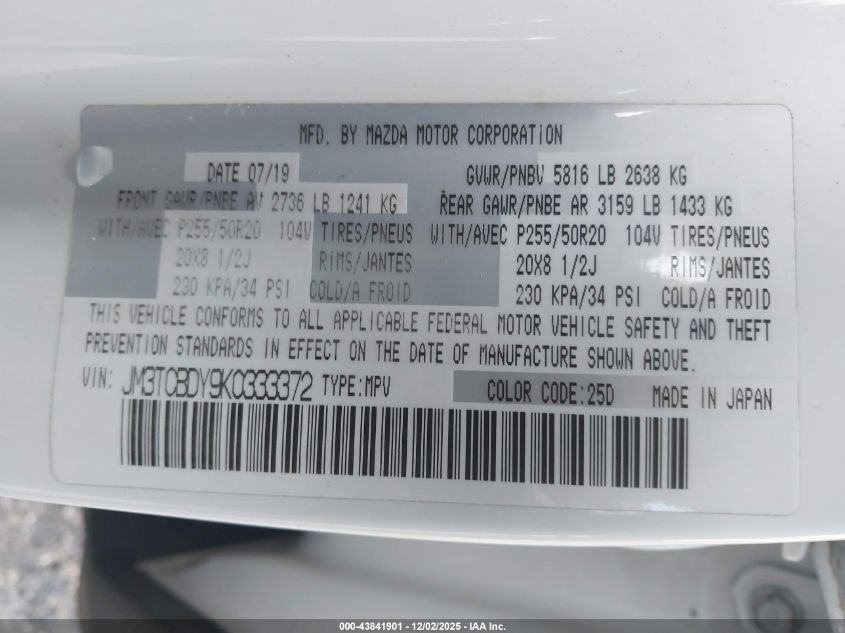 MFD. BY MAZDA MOTOR CORPORATION
DATE 07/19 GVWR/PNBV 5816 LB 2638 KG
FRONT GAWR/PNBE AV 2736 LB 1241 KG REAR GAWR/PNBE AR 3159 LB 1433 KG
WITH/AVEC P255/50R20 104V TIRES/PNEUS WITH/AVEC P255/50R20 104V TIRES/PNEUS
20X8 1/2J RIMS/JANTES 20X8 1/2J RIMS/JANTES
230 KPA/34 PSI COLD/A FROID 230 KPA/34 PSI COLD/A FROID
THIS VEHICLE CONFORMS TO ALL APPLICABLE FEDERAL MOTOR VEHICLE SAFETY AND THEFT
PREVENTION STANDARDS IN EFFECT ON THE DATE OF MANUFACTURE SHOWN ABOVE.
VIN: JM3TCBDY9K0333372 TYPE:MPV COLOR CODE:25D MADE IN JAPAN
000-43841901 - 12/02/2025 - IAA Inc.